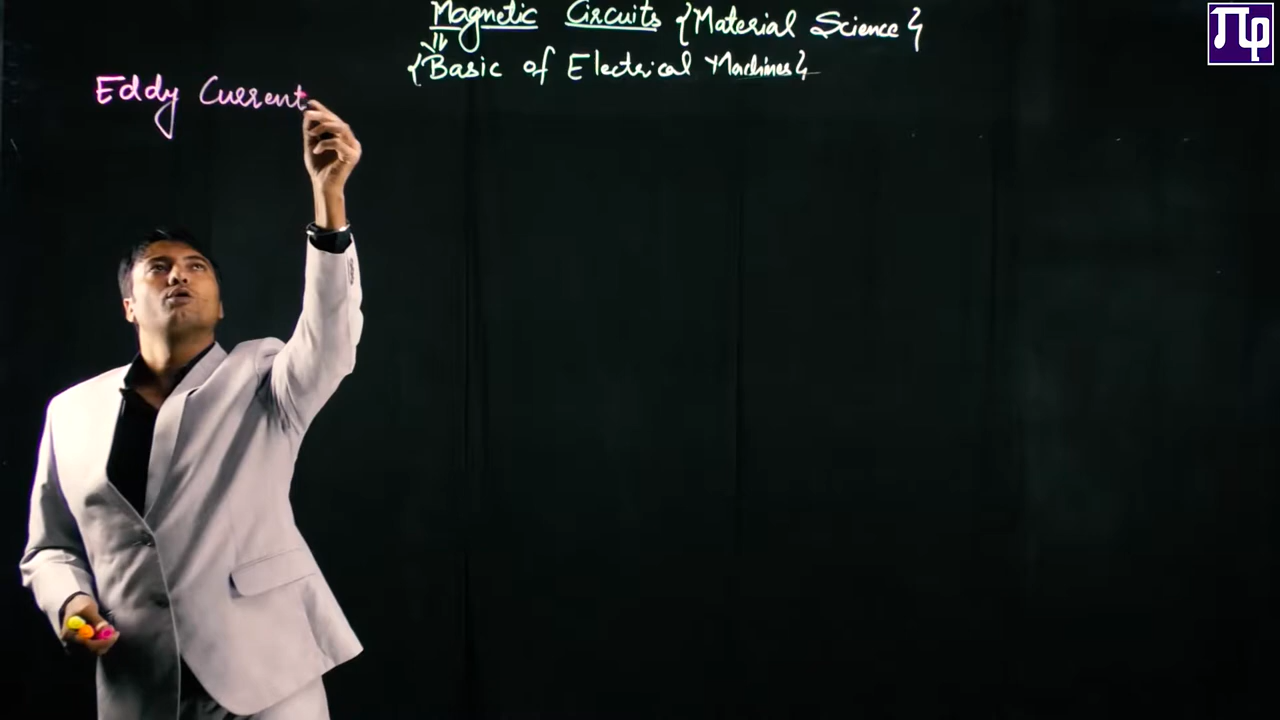 Magnetic Circuits {Material Science}
{Basic of Electrical Machines}
Eddy Current
πφ